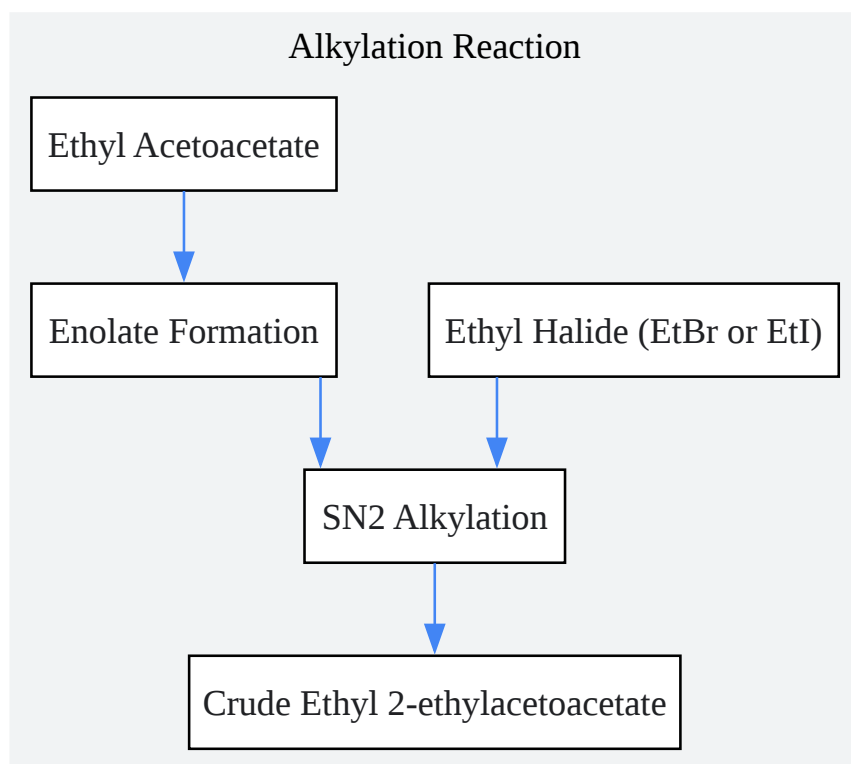 Alkylation Reaction
Ethyl Acetoacetate
Enolate Formation
Ethyl Halide (EtBr or EtI)
SN2 Alkylation
Crude Ethyl 2-ethylacetoacetate